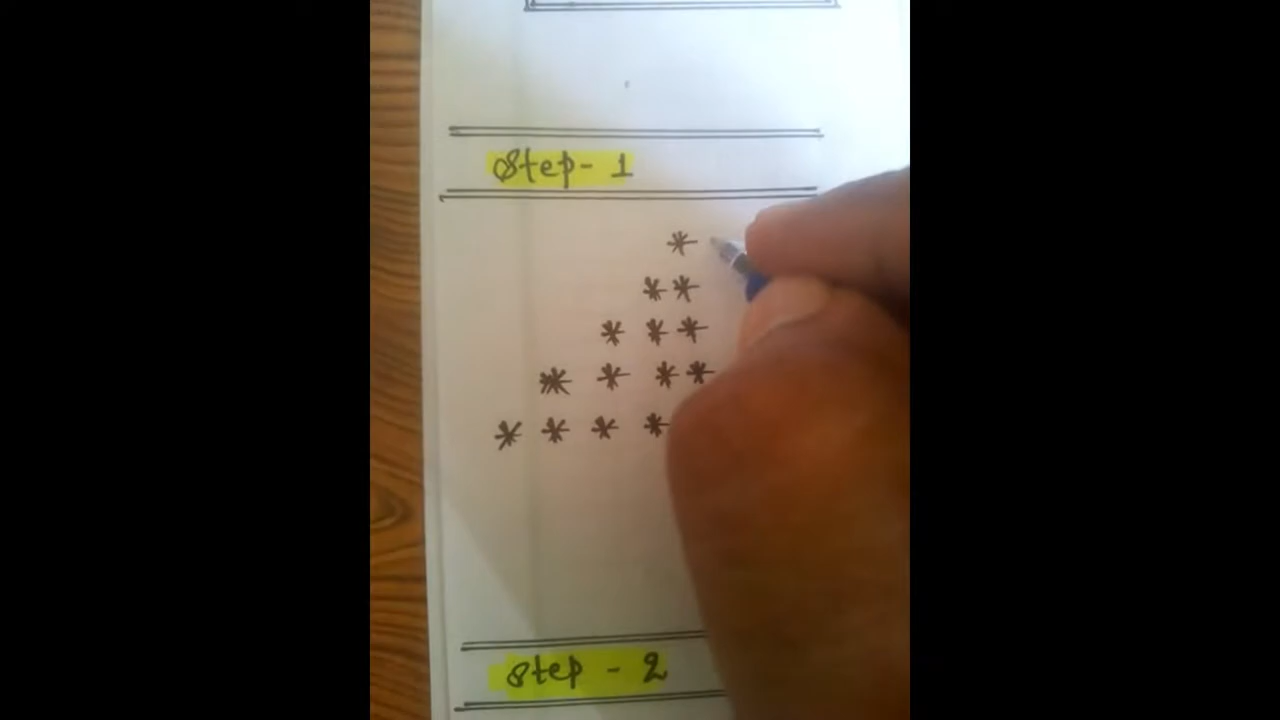 Step-1
*
**
* **
* * **
* * * *
Step - 2